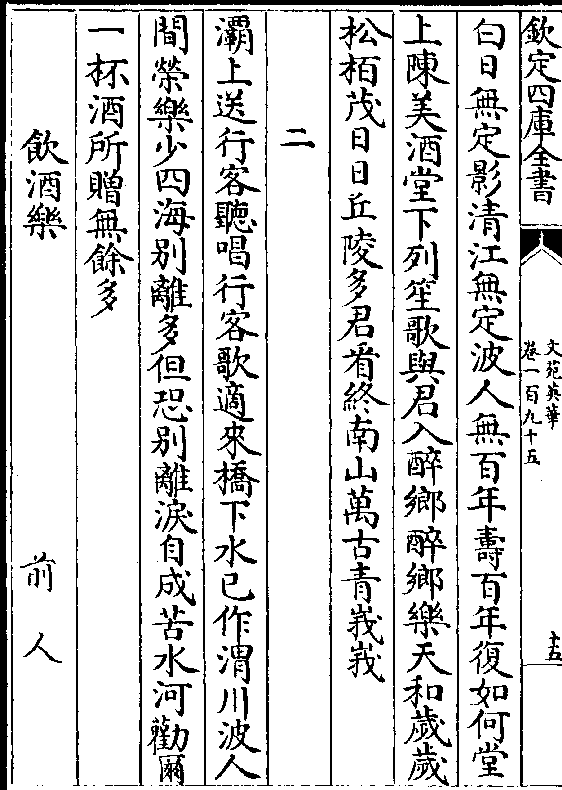 欽定四庫全書
文苑英華
卷一百九十五
十五
白日無定影清江無定波人無百年壽百年復如何堂
上陳美酒堂下列笙歌與君入醉鄉醉鄉樂天和歲歲
松栢茂日日丘陵多君看終南山萬古青峩峩
二
灞上送行客聽唱行客歌適來橋下水已作渭川波人
間榮樂少四海别離多但恐别離淚自成苦水河勸爾
一杯酒所贈無餘多
飲酒樂
前人